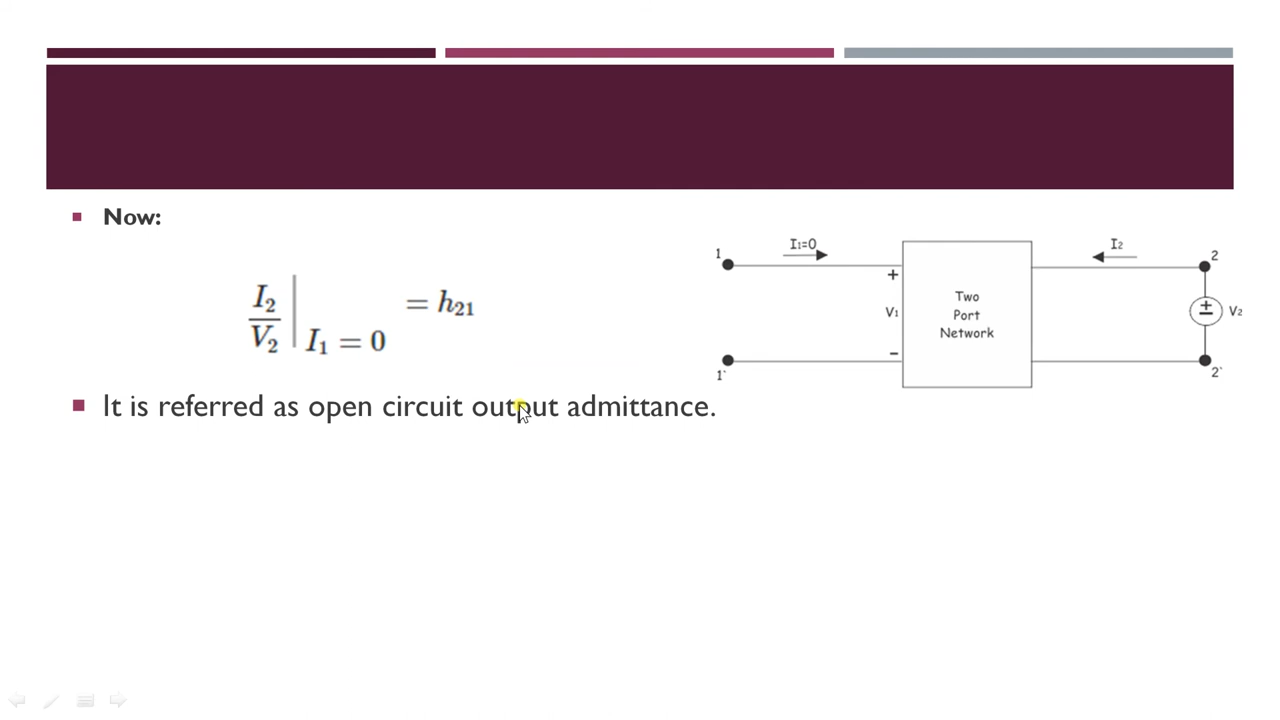 Now:
I₂/V₂ | I₁ = 0 = h₂₁
It is referred as open circuit output admittance.
1 I₁=0 I₂ 2
+
V₁ Two Port Network ± V₂
−
1` 2`